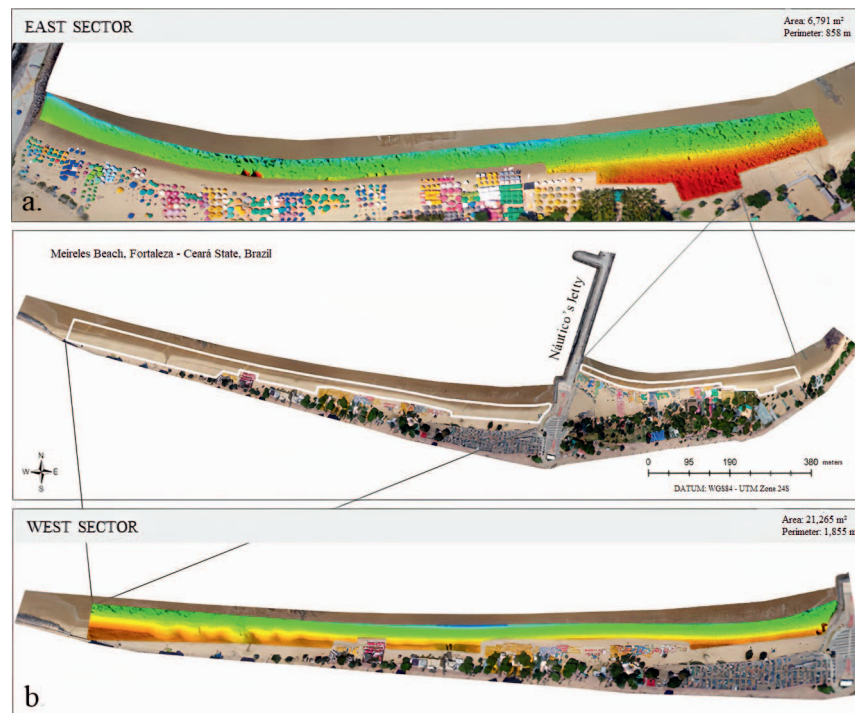 EAST SECTOR
Area: 6,791 m²
Perimeter: 858 m
a.
Meireles Beach, Fortaleza - Ceará State, Brazil
Náutico's Jetty
N
W E
S
0 95 190 380 meters
DATUM: WGS84 - UTM Zone 24S
WEST SECTOR
Area: 21,265 m²
Perimeter: 1,855 m
b